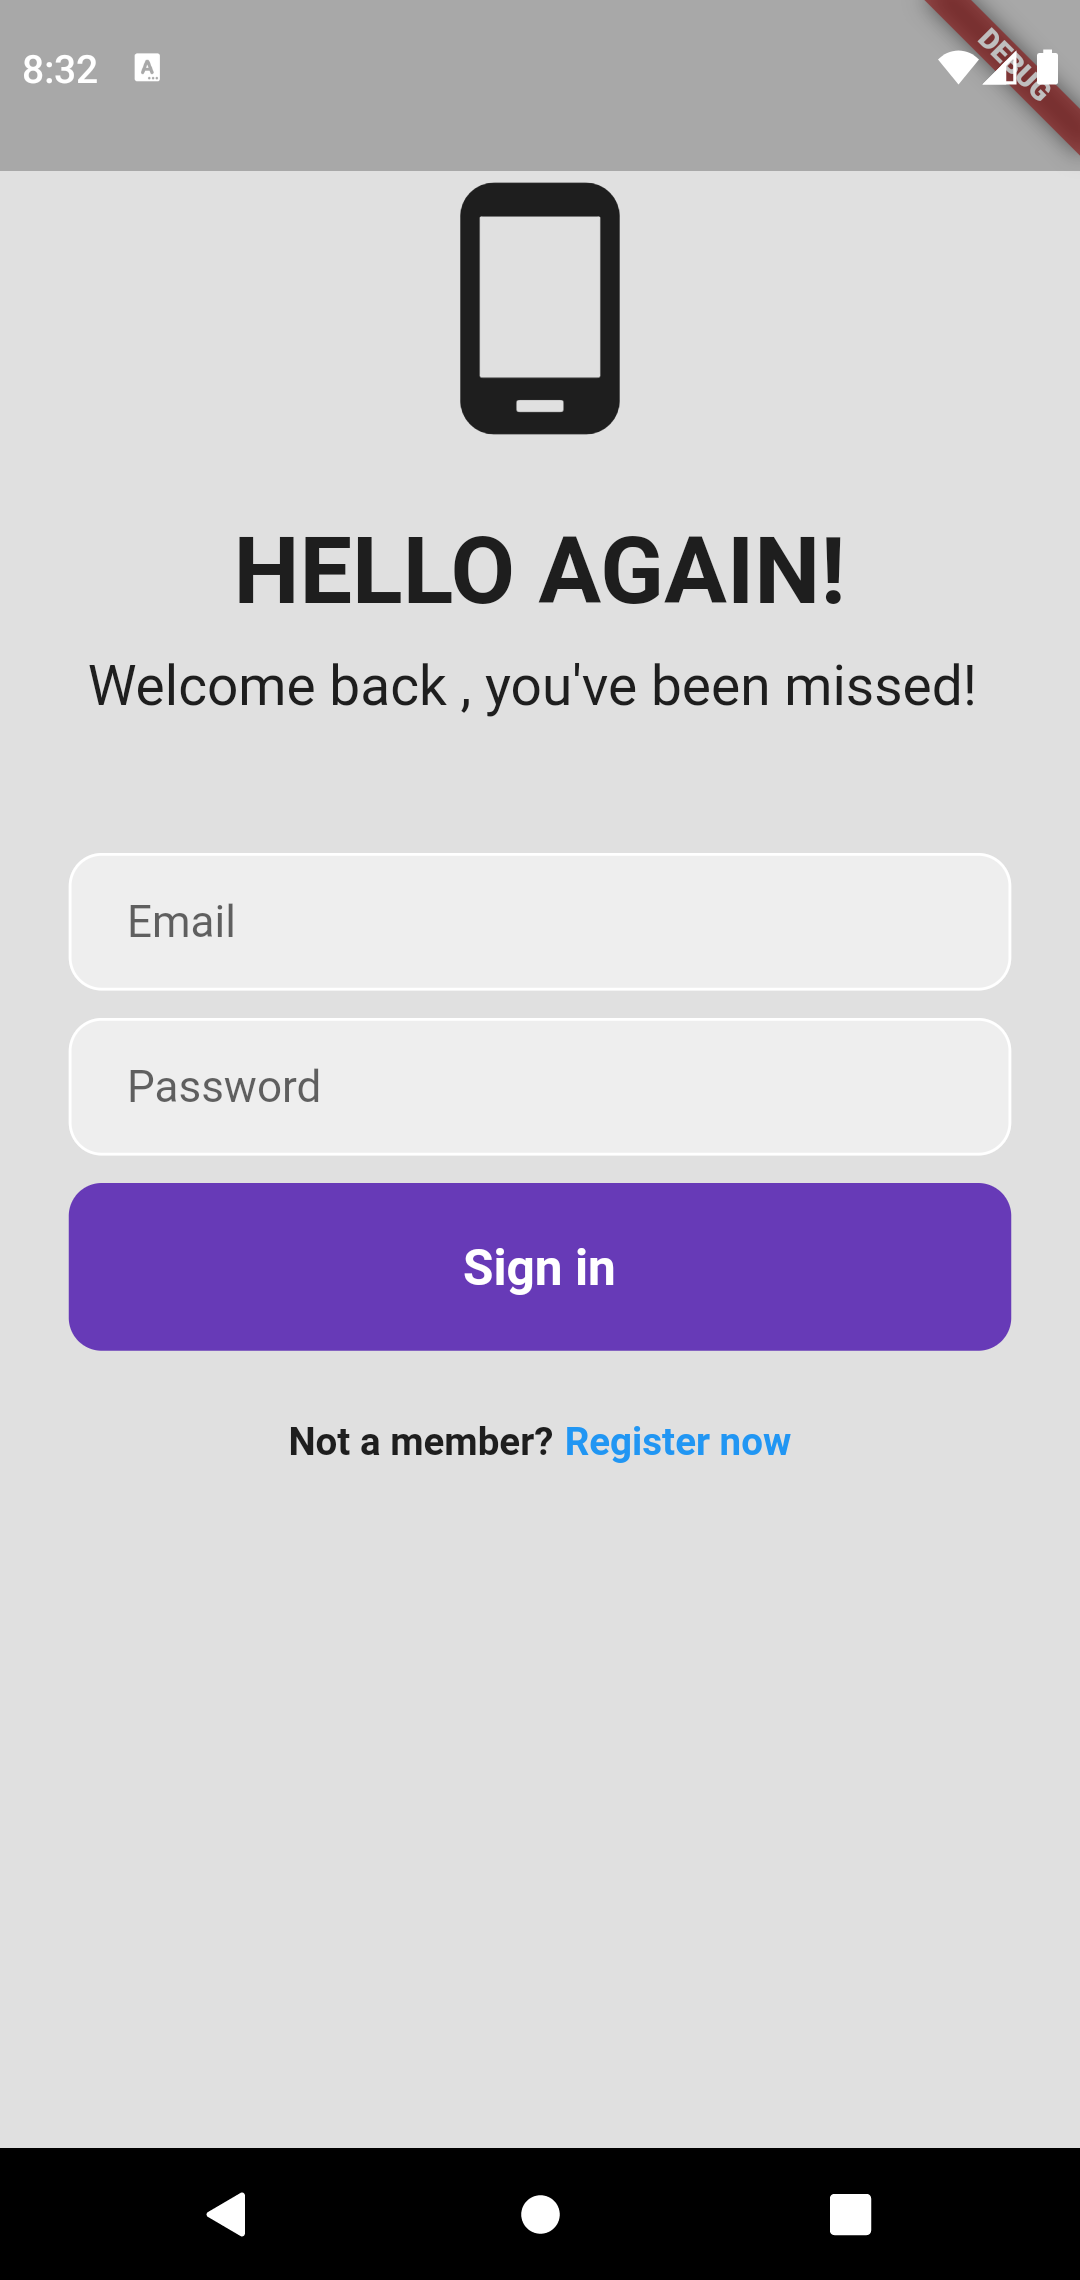 8:32
DEBUG
HELLO AGAIN!
Welcome back , you've been missed!
Email
Password
Sign in
Not a member? Register now